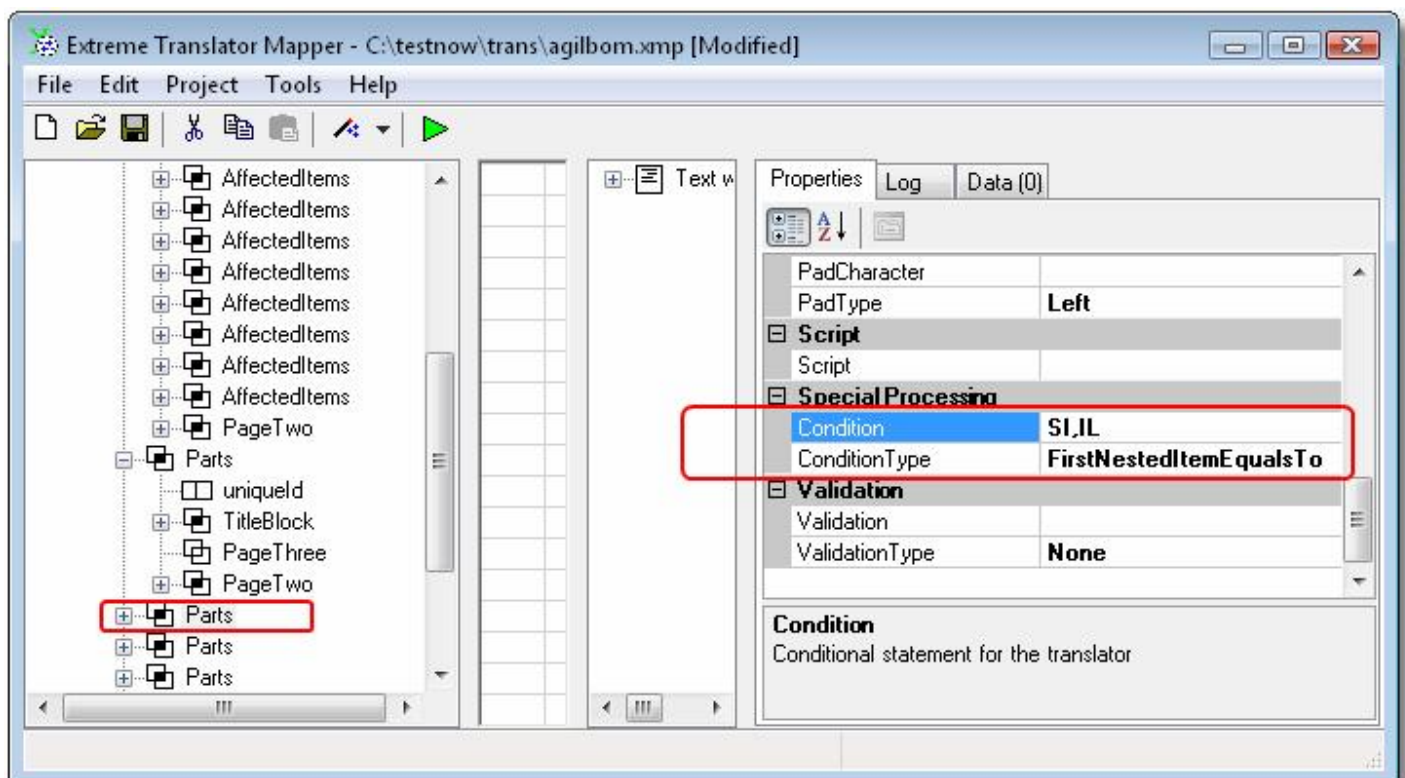 Extreme Translator Mapper - C:\testnow\trans\agilbom.xmp [Modified]
File Edit Project Tools Help
AffectedItems
AffectedItems
AffectedItems
AffectedItems
AffectedItems
AffectedItems
AffectedItems
AffectedItems
PageTwo
Parts
uniqueId
TitleBlock
PageThree
PageTwo
Parts
Parts
Parts
Text w
Properties Log Data (0)
PadCharacter
PadType Left
Script
Script
Special Processing
Condition SI,IL
ConditionType FirstNestedItemEqualsTo
Validation
Validation
ValidationType None
Condition
Conditional statement for the translator